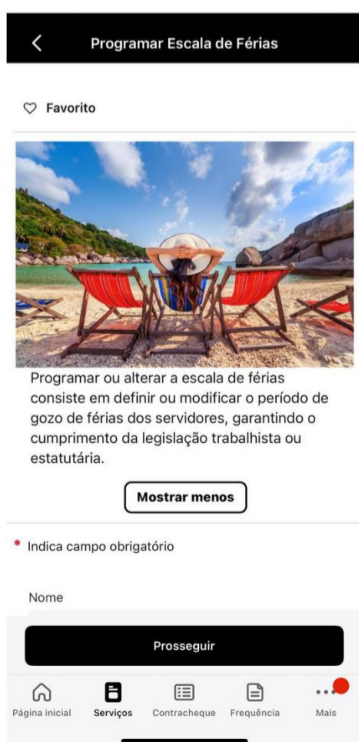 Programar Escala de Férias
Favorito
Programar ou alterar a escala de férias
consiste em definir ou modificar o período de
gozo de férias dos servidores, garantindo o
cumprimento da legislação trabalhista ou
estatutária.
Mostrar menos
* Indica campo obrigatório
Nome
Prosseguir
Página inicial Serviços Contracheque Frequência Mais